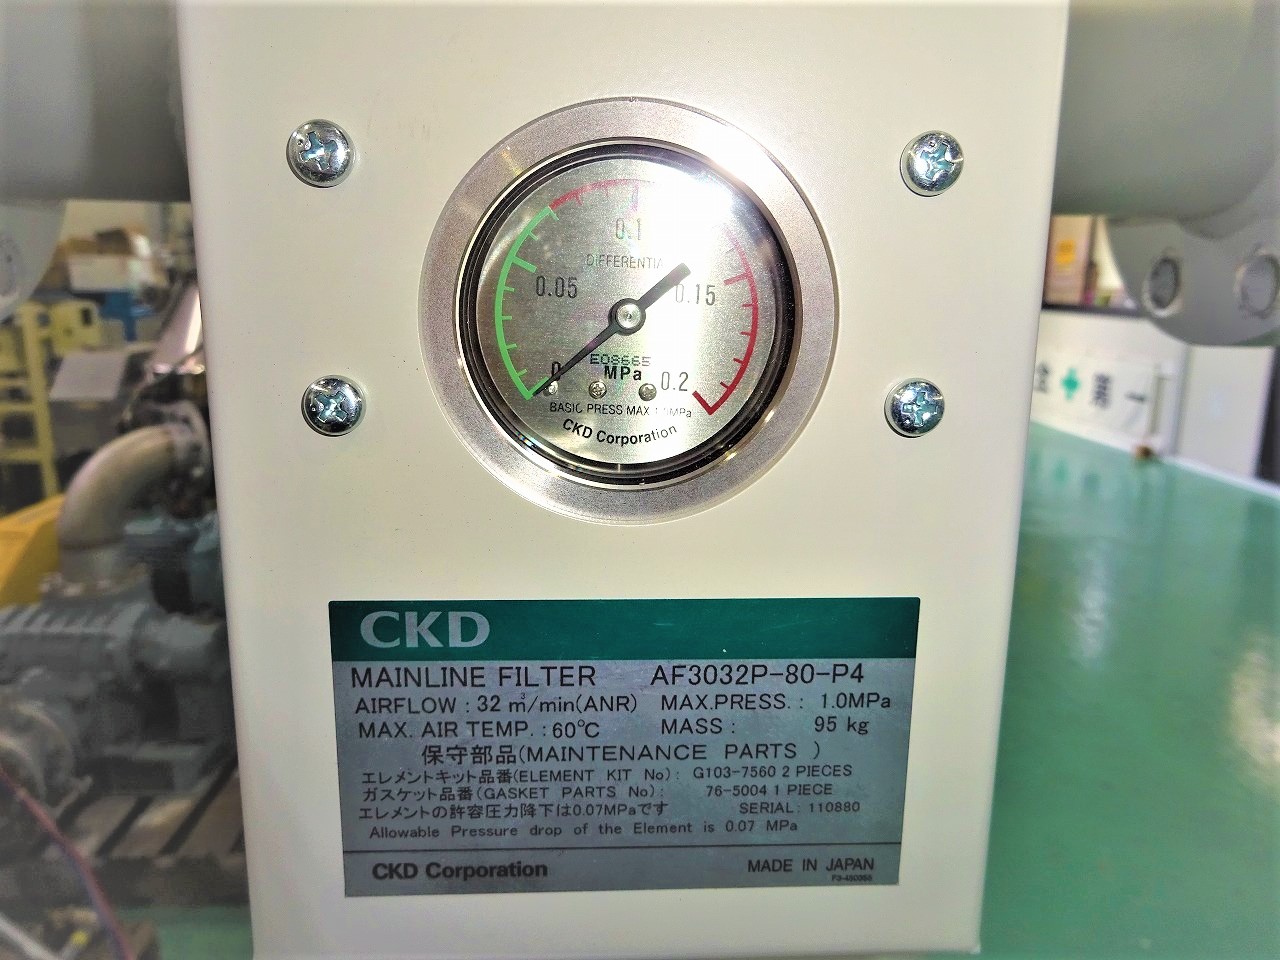 0.1
DIFFERENTIA
0.05
0.15
E08665
0
MPa
0.2
BASIC PRESS MAX 1.0MPa
CKD Corporation
CKD
MAINLINE FILTER AF3032P-80-P4
AIRFLOW : 32 m³/min(ANR) MAX.PRESS. : 1.0MPa
MAX. AIR TEMP. : 60℃ MASS : 95 kg
保守部品(MAINTENANCE PARTS )
エレメントキット品番(ELEMENT KIT No) : G103-7560 2 PIECES
ガスケット品番(GASKET PARTS No) : 76-5004 1 PIECE
エレメントの許容圧力降下は0.07MPaです SERIAL : 110880
Allowable Pressure drop of the Element is 0.07 MPa
CKD Corporation MADE IN JAPAN